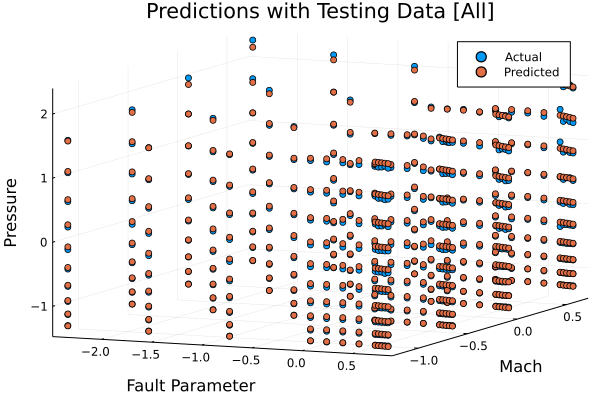 Predictions with Testing Data [All]
Actual
Predicted
2
1
0
−1
Pressure
−2.0
−1.5
−1.0
−0.5
0.0
0.5
Fault Parameter
−1.0
−0.5
0.0
0.5
Mach